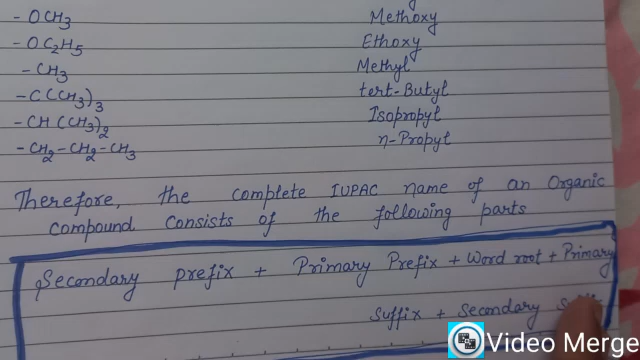 - OCH3 Methoxy
- OC2H5 Ethoxy
- CH3 Methyl
- C(CH3)3 tert-Butyl
- CH(CH3)2 Isopropyl
- CH2-CH2-CH3 n-Propyl
Therefore, the complete IUPAC name of an Organic
compound consists of the following parts
Secondary prefix + Primary Prefix + Word root + Primary
Suffix + Secondary
Video Merge